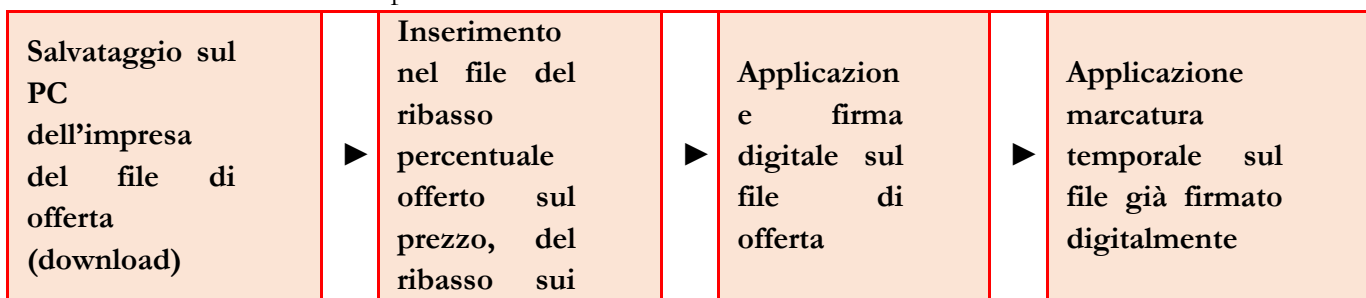 Salvataggio sul
PC
dell’impresa
del file di
offerta
(download)
►
Inserimento
nel file del
ribasso
percentuale
offerto sul
prezzo, del
ribasso sui
►
Applicazion
e firma
digitale sul
file di
offerta
►
Applicazione
marcatura
temporale sul
file già firmato
digitalmente